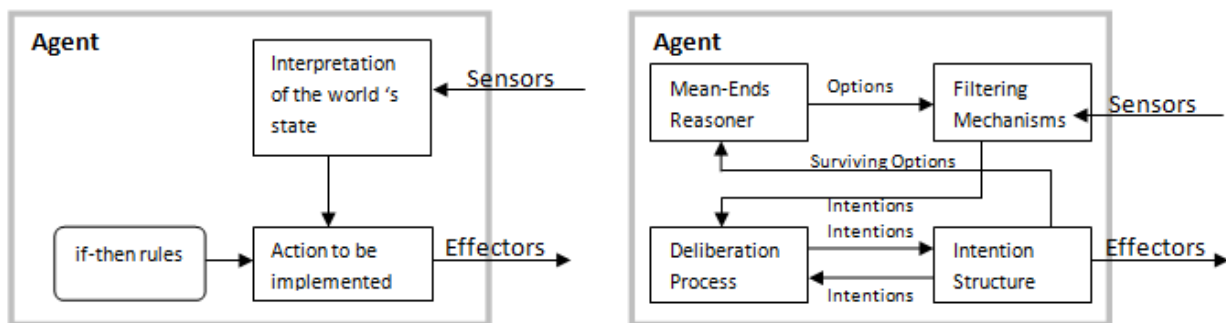 Agent
Interpretation
of the world ‘s
state
Sensors
if-then rules
Action to be
implemented
Effectors
Agent
Mean-Ends
Reasoner
Options
Filtering
Mechanisms
Sensors
Surviving Options
Intentions
Intentions
Deliberation
Process
Intention
Structure
Effectors
Intentions